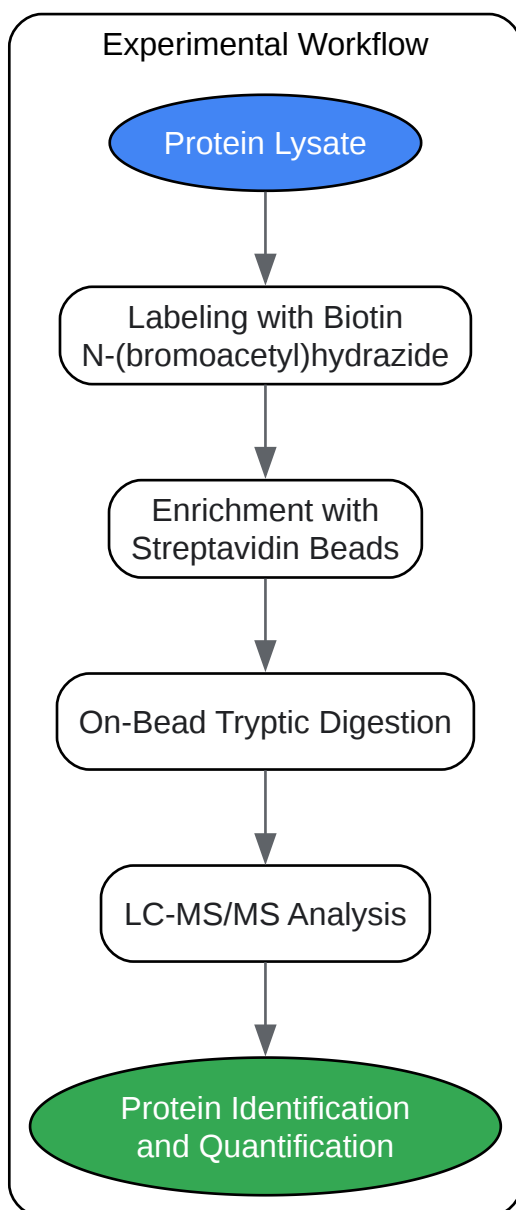 Experimental Workflow
Protein Lysate
Labeling with Biotin
N-(bromoacetyl)hydrazide
Enrichment with
Streptavidin Beads
On-Bead Tryptic Digestion
LC-MS/MS Analysis
Protein Identification
and Quantification